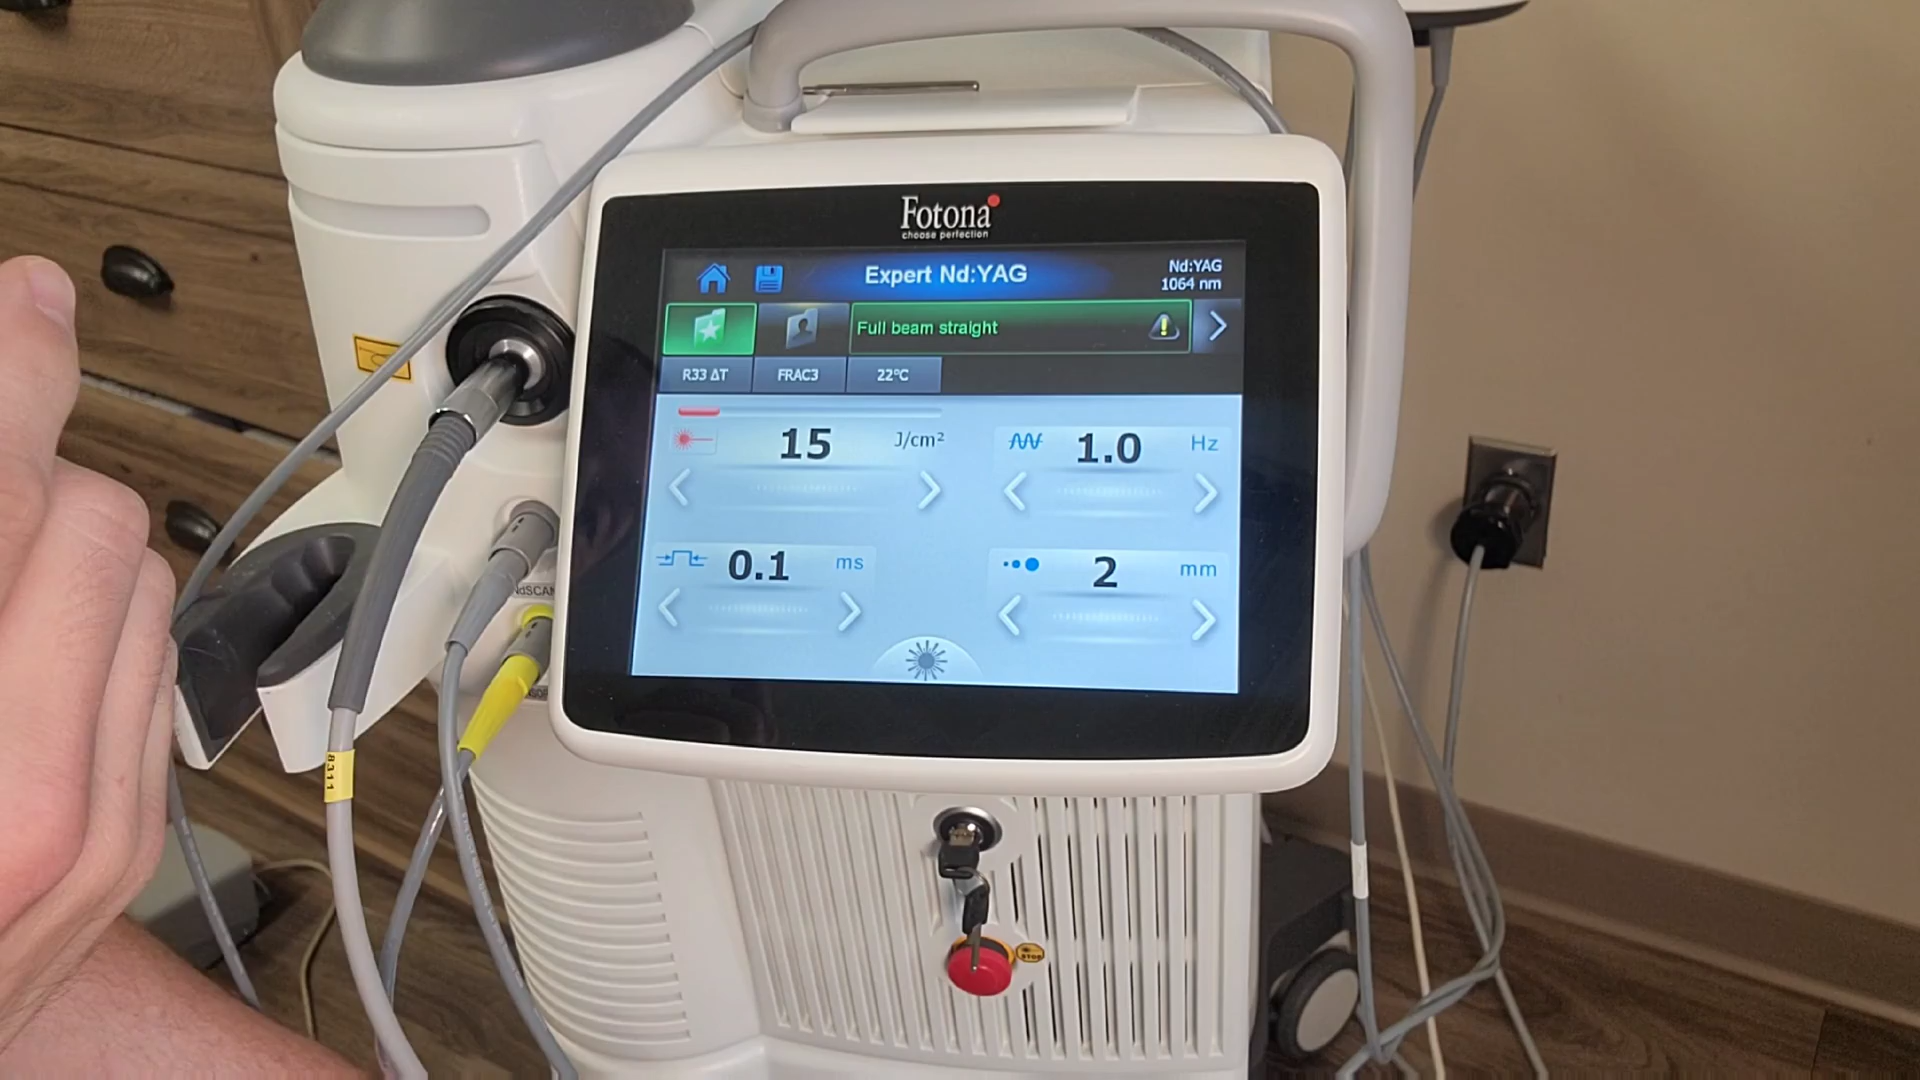 Fotona
choose perfection
Expert Nd:YAG
Nd:YAG
1064 nm
Full beam straight
R33 ΔT
FRAC3
22°C
15
J/cm²
1.0
Hz
0.1
ms
2
mm
8311
STOP